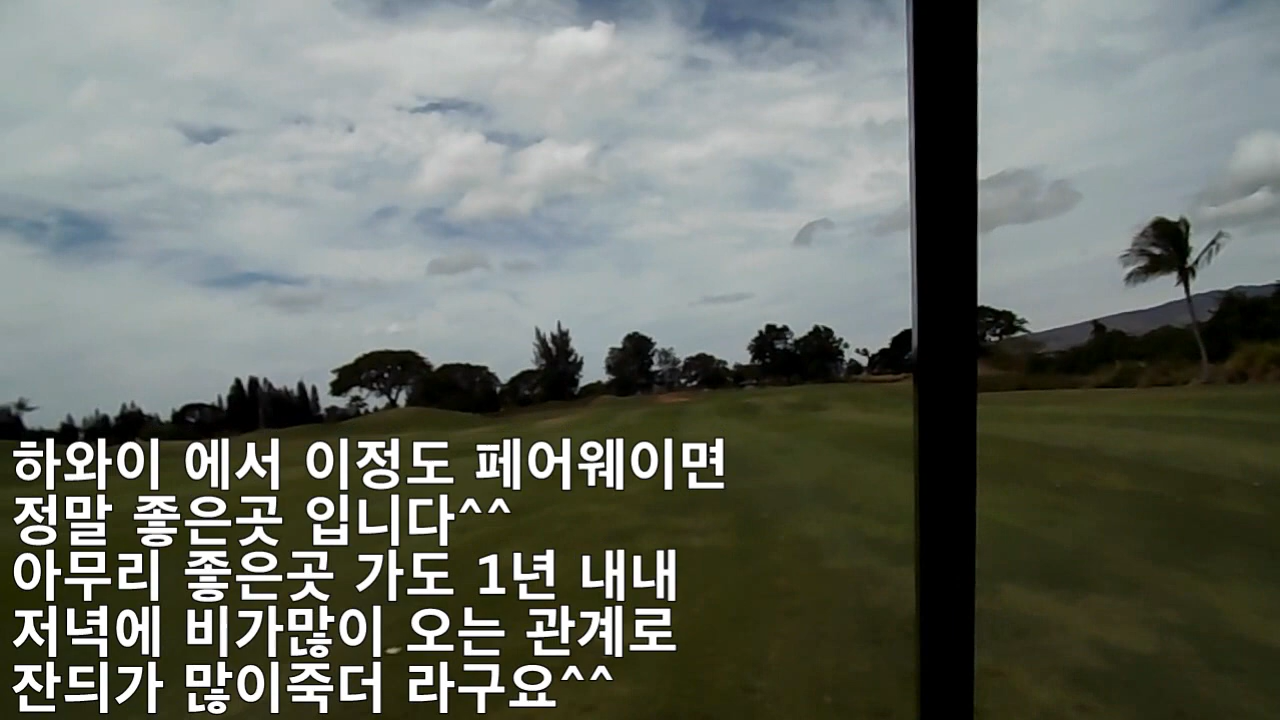 하와이 에서 이정도 페어웨이면
정말 좋은곳 입니다^^
아무리 좋은곳 가도 1년 내내
저녁에 비가많이 오는 관계로
잔듸가 많이죽더 라구요^^